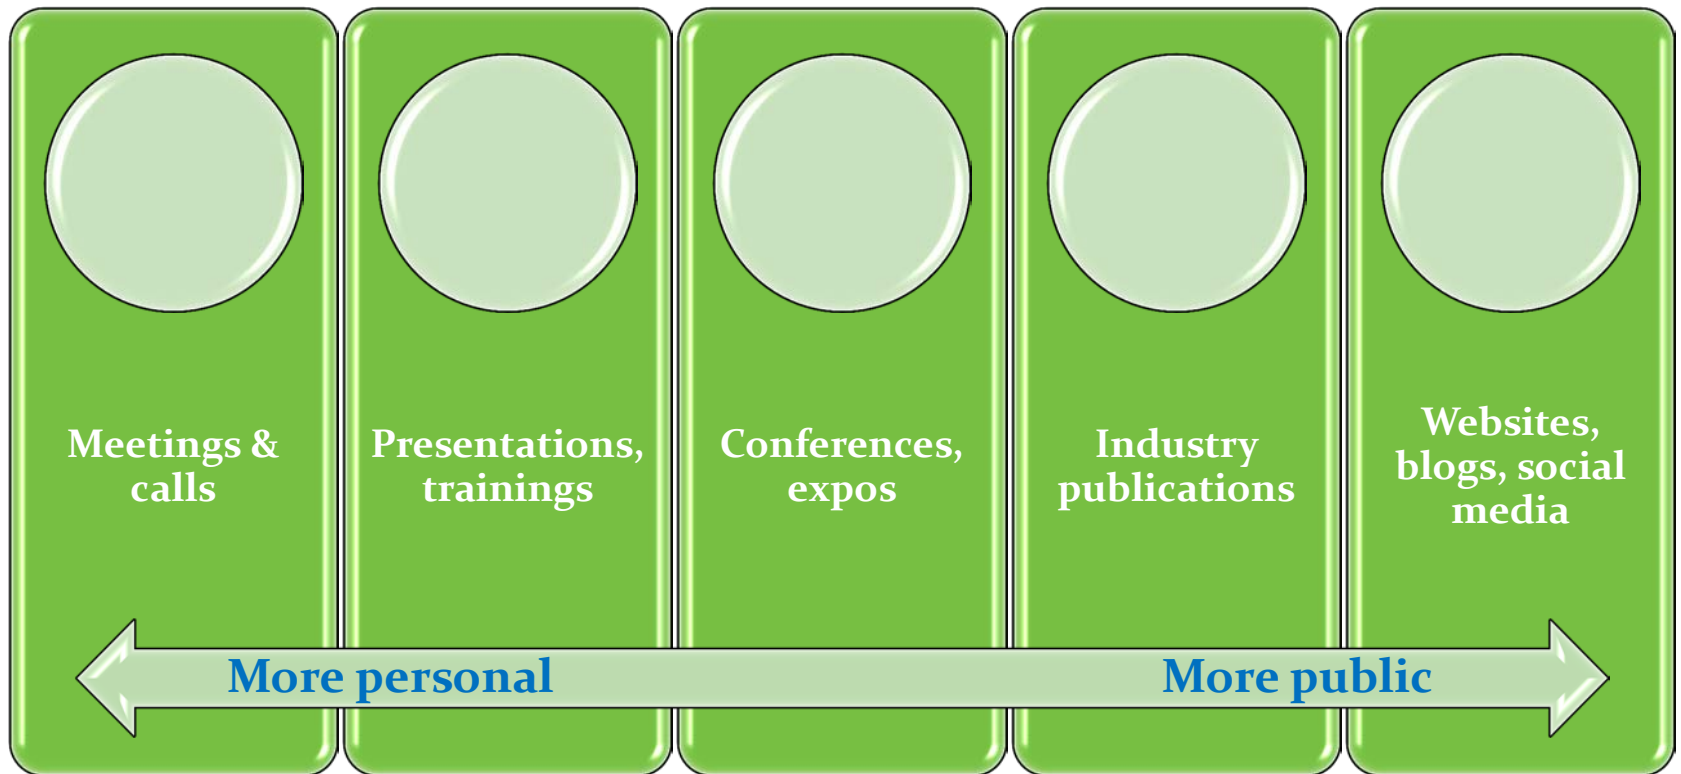 Meetings &
calls
Presentations,
trainings
Conferences,
expos
Industry
publications
Websites,
blogs, social
media
More personal
More public